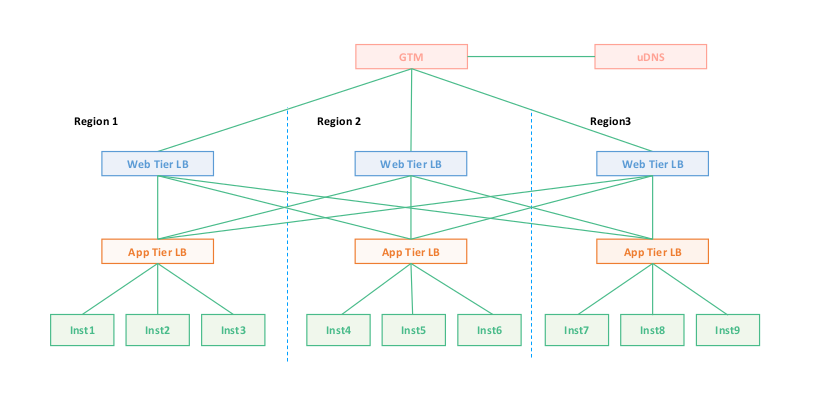 GTM
uDNS
Region 1
Region 2
Region3
Web Tier LB
Web Tier LB
Web Tier LB
App Tier LB
App Tier LB
App Tier LB
Inst1
Inst2
Inst3
Inst4
Inst5
Inst6
Inst7
Inst8
Inst9